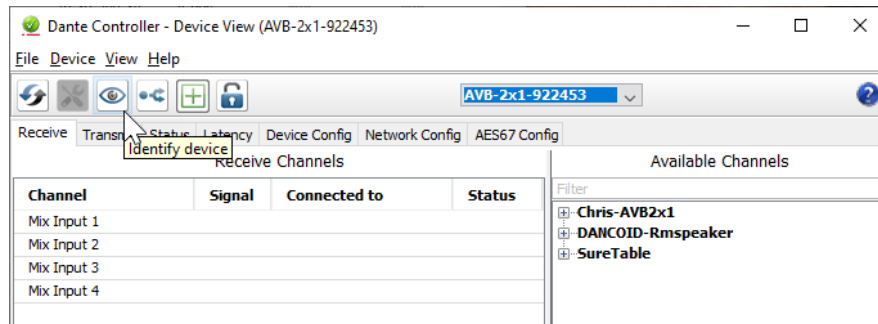 Dante Controller - Device View (AVB-2x1-922453)
File Device View Help
AVB-2x1-922453
Receive Transm Status Latency Device Config Network Config AES67 Config
Identify device
Receive Channels
Available Channels
Channel Signal Connected to Status
Filter
Mix Input 1
Mix Input 2
Mix Input 3
Mix Input 4
Chris-AVB2x1
DANCOID-Rmspeaker
SureTable